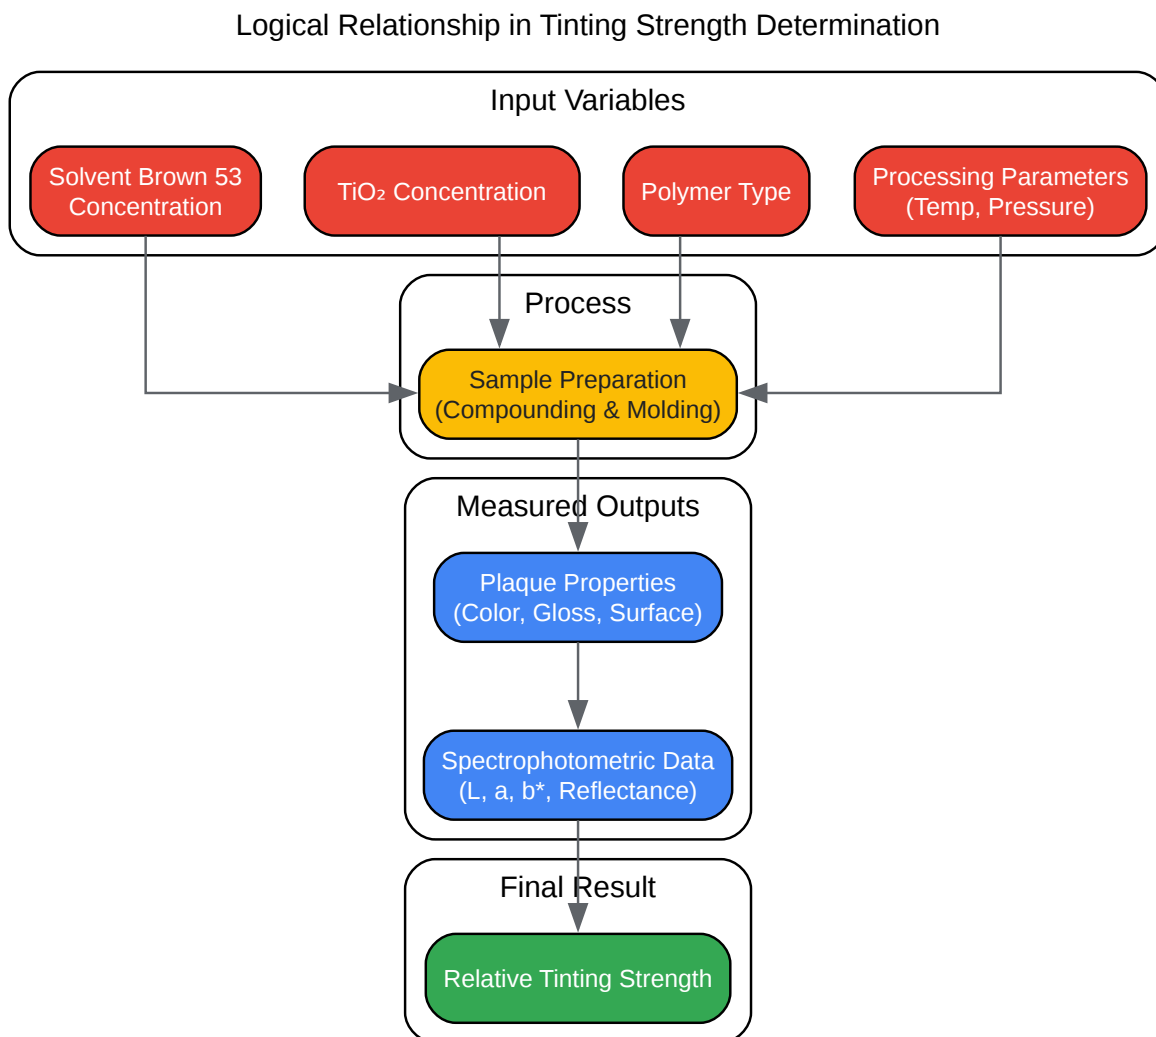 Logical Relationship in Tinting Strength Determination
Input Variables
Solvent Brown 53
Concentration
TiO₂ Concentration
Polymer Type
Processing Parameters
(Temp, Pressure)
Process
Sample Preparation
(Compounding & Molding)
Measured Outputs
Plaque Properties
(Color, Gloss, Surface)
Spectrophotometric Data
(L, a, b*, Reflectance)
Final Result
Relative Tinting Strength